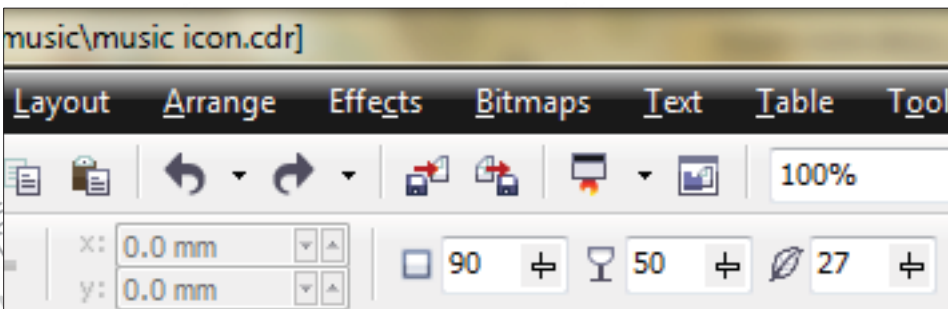 music\music icon.cdr]
Layout Arrange Effects Bitmaps Text Table Tool
100%
x: 0.0 mm 90 50 27
y: 0.0 mm